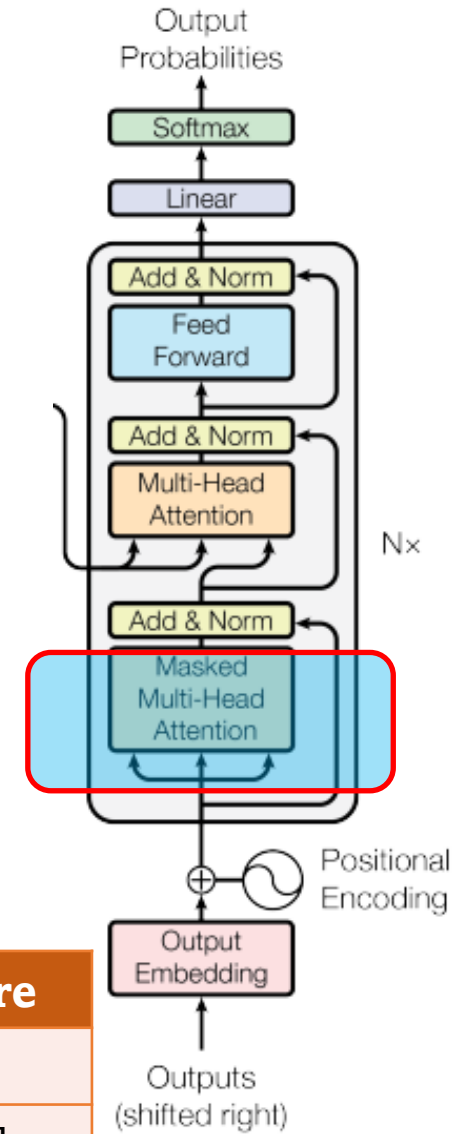 Output
Probabilities
Softmax
Linear
Add & Norm
Feed
Forward
Add & Norm
Multi-Head
Attention
N×
Add & Norm
Masked
Multi-Head
Attention
Positional
Encoding
Output
Embedding
re
Outputs
(shifted right)